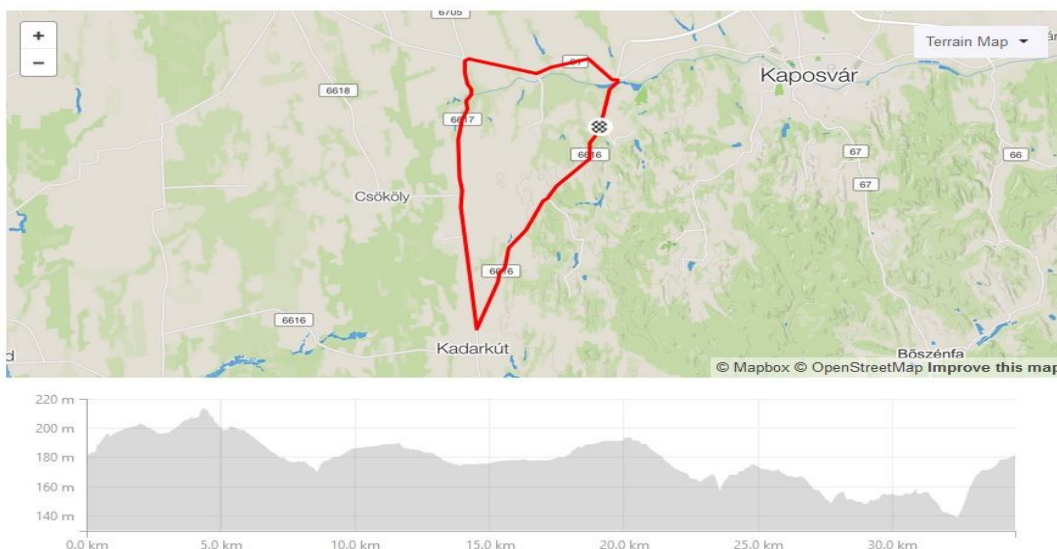 +
−
6705
Terrain Map
61
Kaposvár
6618
6617
67
6616
66
67
Csököly
6616
6616
Kadarkút
Bőszénfa
d
© Mapbox © OpenStreetMap Improve this map
220 m
200 m
180 m
160 m
140 m
0.0 km
5.0 km
10.0 km
15.0 km
20.0 km
25.0 km
30.0 km